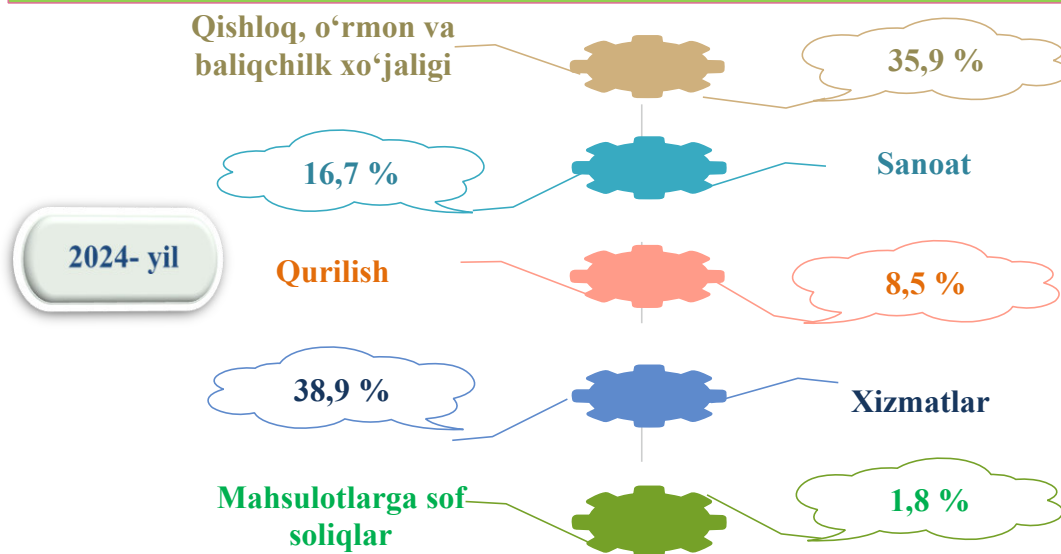 Qishloq, o‘rmon va
baliqchilk xo‘jaligi
35,9 %
16,7 %
Sanoat
2024- yil
Qurilish
8,5 %
38,9 %
Xizmatlar
Mahsulotlarga sof
soliqlar
1,8 %